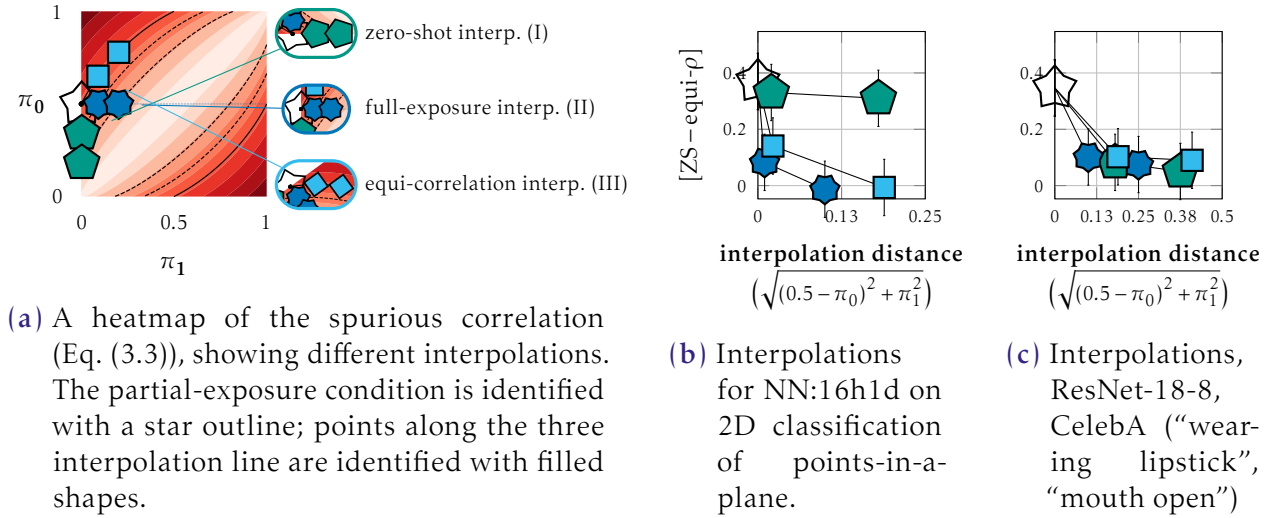 1
π₀
0
0
0.5
1
π₁
zero-shot interp. (I)
full-exposure interp. (II)
equi-correlation interp. (III)
(a) A heatmap of the spurious correlation
(Eq. (3.3)), showing different interpolations.
The partial-exposure condition is identified
with a star outline; points along the three
interpolation line are identified with filled
shapes.
[ZS – equi-ρ]
0.4
0.2
0
0
0.13
0.25
interpolation distance
(√(0.5 – π₀)² + π₁²)
(b) Interpolations
for NN:16h1d on
2D classification
of points-in-a-
plane.
0.4
0.2
0
0
0.13
0.25
0.38
0.5
interpolation distance
(√(0.5 – π₀)² + π₁²)
(c) Interpolations,
ResNet-18-8,
CelebA (“wear-
ing lipstick”,
“mouth open”)